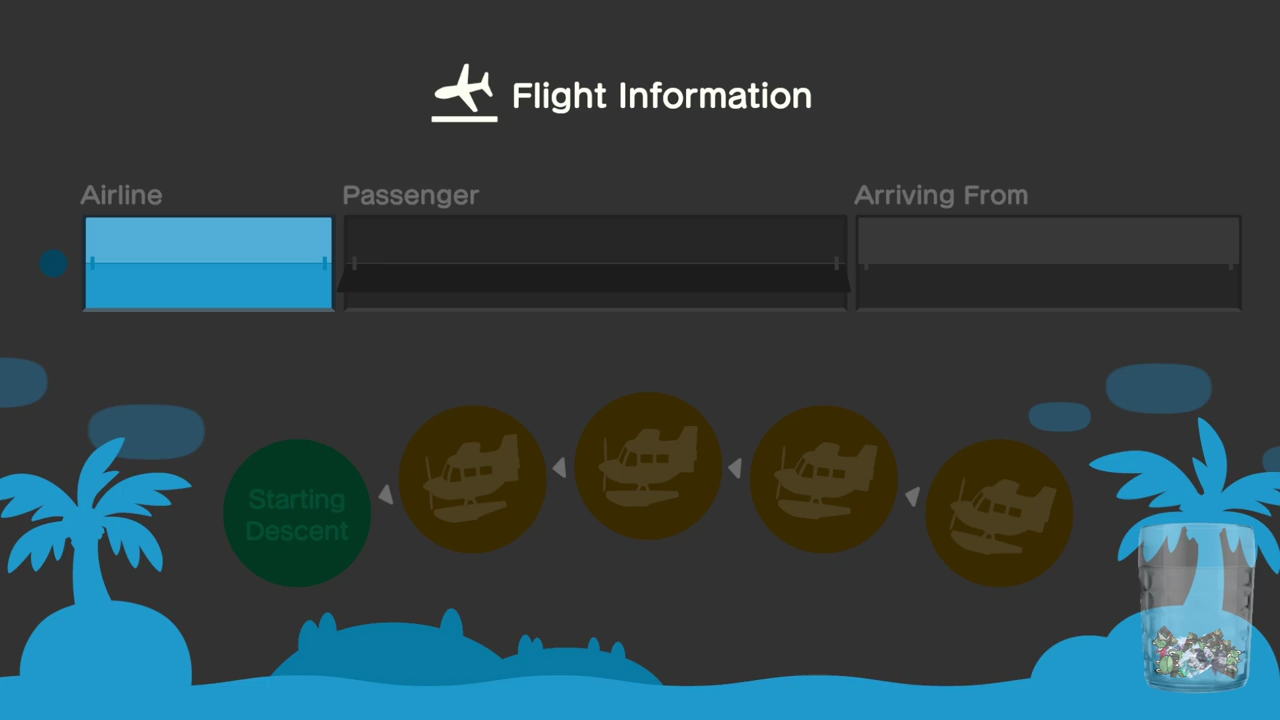 Flight Information
Airline
Passenger
Arriving From
Starting
Descent